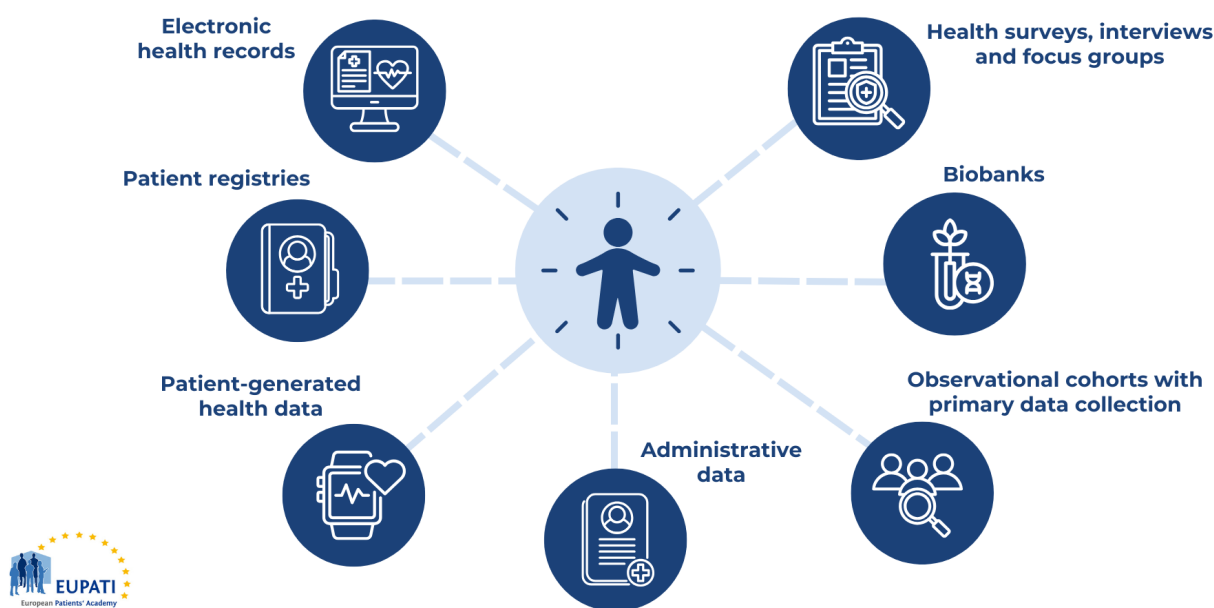 Electronic
health records
Health surveys, interviews
and focus groups
Patient registries
Biobanks
Patient-generated
health data
Observational cohorts with
primary data collection
Administrative
data
EUPATI
European Patients' Academy